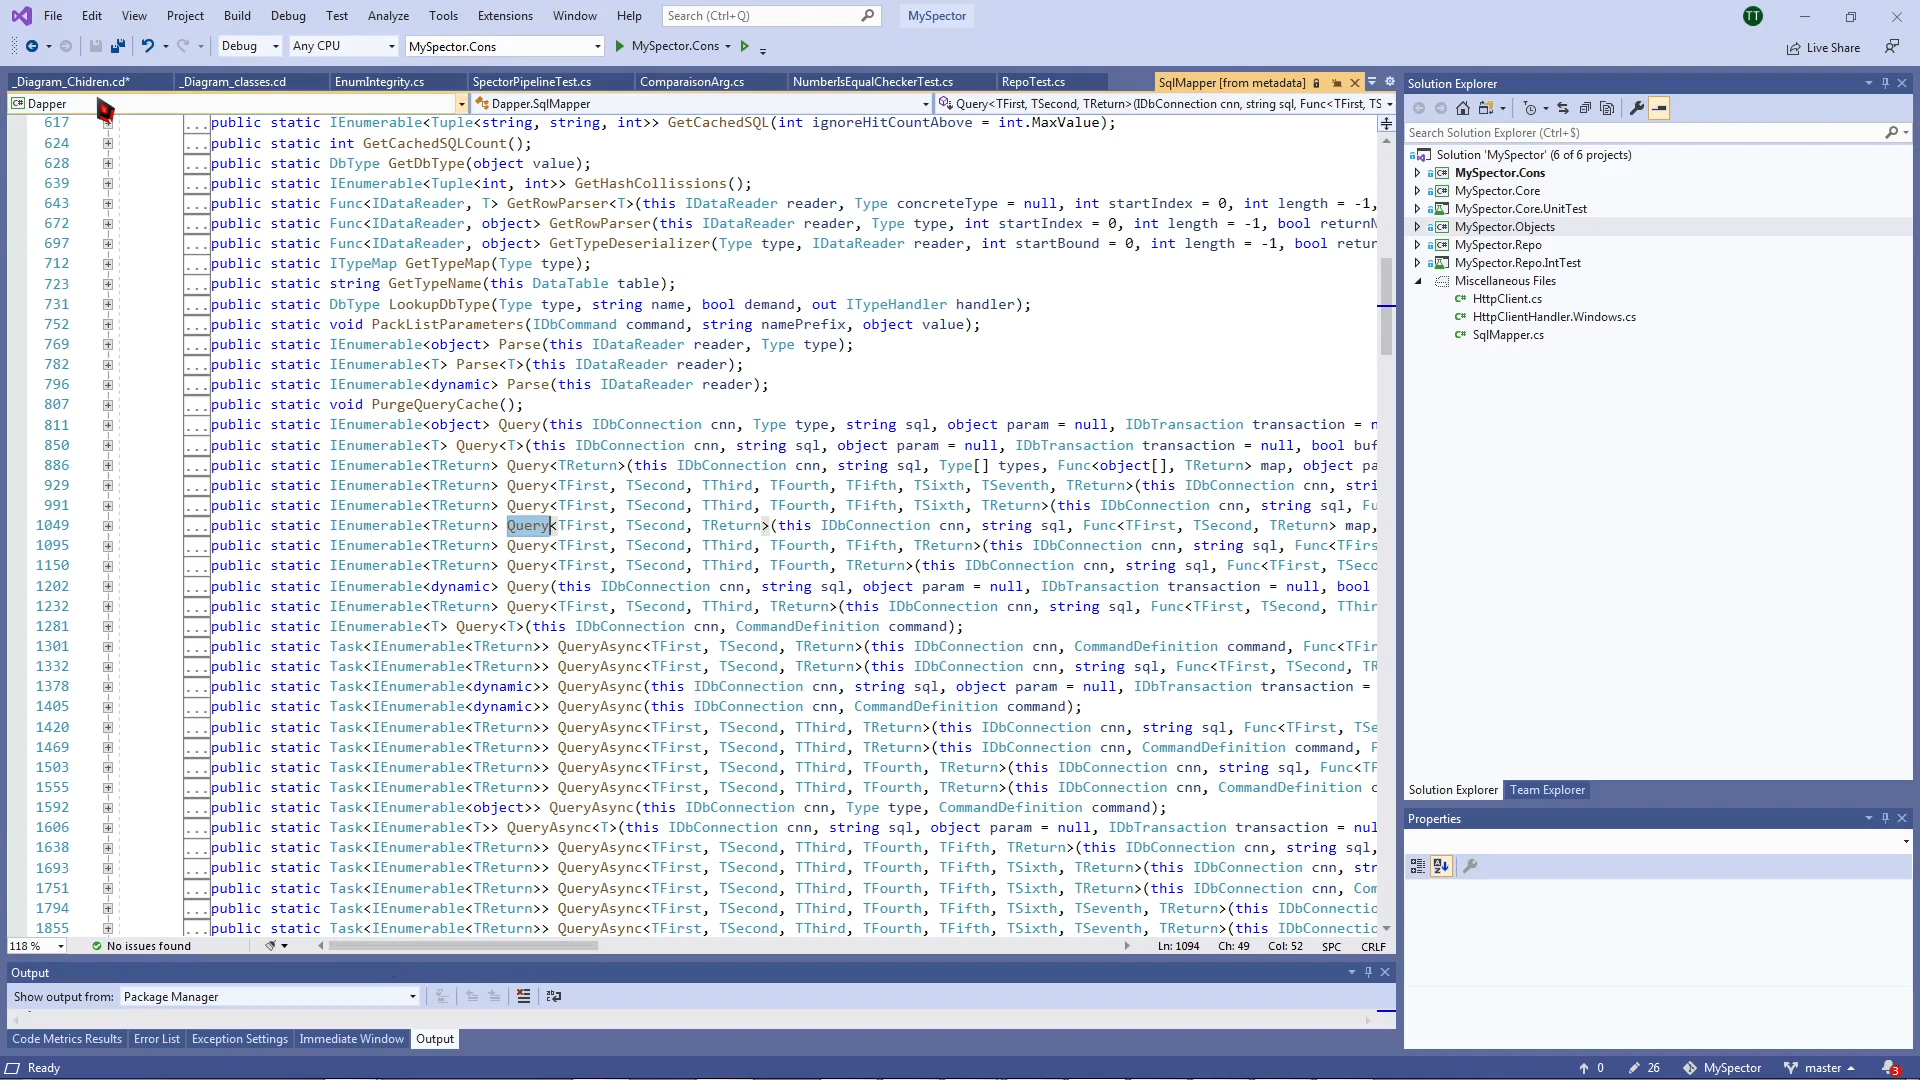 File Edit View Project Build Debug Test Analyze Tools Extensions Window Help Search (Ctrl+Q) MySpector TT
Debug Any CPU MySpector.Cons MySpector.Cons Live Share
_Diagram_Chidren.cd* _Diagram_classes.cd EnumIntegrity.cs SpectorPipelineTest.cs ComparaisonArg.cs NumberIsEqualCheckerTest.cs RepoTest.cs SqlMapper [from metadata]
Dapper Dapper.SqlMapper Query<TFirst, TSecond, TReturn>(IDbConnection cnn, string sql, Func<TFirst, TS
617 ...public static IEnumerable<Tuple<string, string, int>> GetCachedSQL(int ignoreHitCountAbove = int.MaxValue);
624 ...public static int GetCachedSQLCount();
628 ...public static DbType GetDbType(object value);
639 ...public static IEnumerable<Tuple<int, int>> GetHashCollissions();
643 ...public static Func<IDataReader, T> GetRowParser<T>(this IDataReader reader, Type concreteType = null, int startIndex = 0, int length = -1,
672 ...public static Func<IDataReader, object> GetRowParser(this IDataReader reader, Type type, int startIndex = 0, int length = -1, bool returnN
697 ...public static Func<IDataReader, object> GetTypeDeserializer(Type type, IDataReader reader, int startBound = 0, int length = -1, bool retur
712 ...public static ITypeMap GetTypeMap(Type type);
723 ...public static string GetTypeName(this DataTable table);
731 ...public static DbType LookupDbType(Type type, string name, bool demand, out ITypeHandler handler);
752 ...public static void PackListParameters(IDbCommand command, string namePrefix, object value);
769 ...public static IEnumerable<object> Parse(this IDataReader reader, Type type);
782 ...public static IEnumerable<T> Parse<T>(this IDataReader reader);
796 ...public static IEnumerable<dynamic> Parse(this IDataReader reader);
807 ...public static void PurgeQueryCache();
811 ...public static IEnumerable<object> Query(this IDbConnection cnn, Type type, string sql, object param = null, IDbTransaction transaction = n
850 ...public static IEnumerable<T> Query<T>(this IDbConnection cnn, string sql, object param = null, IDbTransaction transaction = null, bool buf
886 ...public static IEnumerable<TReturn> Query<TReturn>(this IDbConnection cnn, string sql, Type[] types, Func<object[], TReturn> map, object pa
929 ...public static IEnumerable<TReturn> Query<TFirst, TSecond, TThird, TFourth, TFifth, TSixth, TSeventh, TReturn>(this IDbConnection cnn, stri
991 ...public static IEnumerable<TReturn> Query<TFirst, TSecond, TThird, TFourth, TFifth, TSixth, TReturn>(this IDbConnection cnn, string sql, Fu
1049 ...public static IEnumerable<TReturn> Query<TFirst, TSecond, TReturn>(this IDbConnection cnn, string sql, Func<TFirst, TSecond, TReturn> map,
1095 ...public static IEnumerable<TReturn> Query<TFirst, TSecond, TThird, TFourth, TFifth, TReturn>(this IDbConnection cnn, string sql, Func<TFirs
1150 ...public static IEnumerable<TReturn> Query<TFirst, TSecond, TThird, TFourth, TReturn>(this IDbConnection cnn, string sql, Func<TFirst, TSecc
1202 ...public static IEnumerable<dynamic> Query(this IDbConnection cnn, string sql, object param = null, IDbTransaction transaction = null, bool
1232 ...public static IEnumerable<TReturn> Query<TFirst, TSecond, TThird, TReturn>(this IDbConnection cnn, string sql, Func<TFirst, TSecond, TThir
1281 ...public static IEnumerable<T> Query<T>(this IDbConnection cnn, CommandDefinition command);
1301 ...public static Task<IEnumerable<TReturn>> QueryAsync<TFirst, TSecond, TReturn>(this IDbConnection cnn, CommandDefinition command, Func<TFir
1332 ...public static Task<IEnumerable<TReturn>> QueryAsync<TFirst, TSecond, TReturn>(this IDbConnection cnn, string sql, Func<TFirst, TSecond, TR
1378 ...public static Task<IEnumerable<dynamic>> QueryAsync(this IDbConnection cnn, string sql, object param = null, IDbTransaction transaction =
1405 ...public static Task<IEnumerable<dynamic>> QueryAsync(this IDbConnection cnn, CommandDefinition command);
1420 ...public static Task<IEnumerable<TReturn>> QueryAsync<TFirst, TSecond, TThird, TReturn>(this IDbConnection cnn, string sql, Func<TFirst, TSe
1469 ...public static Task<IEnumerable<TReturn>> QueryAsync<TFirst, TSecond, TThird, TReturn>(this IDbConnection cnn, CommandDefinition command, F
1503 ...public static Task<IEnumerable<TReturn>> QueryAsync<TFirst, TSecond, TThird, TFourth, TReturn>(this IDbConnection cnn, string sql, Func<TF
1555 ...public static Task<IEnumerable<TReturn>> QueryAsync<TFirst, TSecond, TThird, TFourth, TReturn>(this IDbConnection cnn, CommandDefinition c
1592 ...public static Task<IEnumerable<object>> QueryAsync(this IDbConnection cnn, Type type, CommandDefinition command);
1606 ...public static Task<IEnumerable<T>> QueryAsync<T>(this IDbConnection cnn, string sql, object param = null, IDbTransaction transaction = nul
1638 ...public static Task<IEnumerable<TReturn>> QueryAsync<TFirst, TSecond, TThird, TFourth, TFifth, TReturn>(this IDbConnection cnn, string sql,
1693 ...public static Task<IEnumerable<TReturn>> QueryAsync<TFirst, TSecond, TThird, TFourth, TFifth, TSixth, TReturn>(this IDbConnection cnn, str
1751 ...public static Task<IEnumerable<TReturn>> QueryAsync<TFirst, TSecond, TThird, TFourth, TFifth, TSixth, TReturn>(this IDbConnection cnn, Com
1794 ...public static Task<IEnumerable<TReturn>> QueryAsync<TFirst, TSecond, TThird, TFourth, TFifth, TSixth, TSeventh, TReturn>(this IDbConnectio
1855 ...public static Task<IEnumerable<TReturn>> QueryAsync<TFirst, TSecond, TThird, TFourth, TFifth, TSixth, TSeventh, TReturn>(this IDbConnectio
118 % No issues found Ln: 1094 Ch: 49 Col: 52 SPC CRLF
Output
Show output from: Package Manager
Code Metrics Results Error List Exception Settings Immediate Window Output
Solution Explorer
Search Solution Explorer (Ctrl+$)
Solution 'MySpector' (6 of 6 projects)
MySpector.Cons
MySpector.Core
MySpector.Core.UnitTest
MySpector.Objects
MySpector.Repo
MySpector.Repo.IntTest
Miscellaneous Files
HttpClient.cs
HttpClientHandler.Windows.cs
SqlMapper.cs
Solution Explorer Team Explorer
Properties
Ready 0 26 MySpector master 3